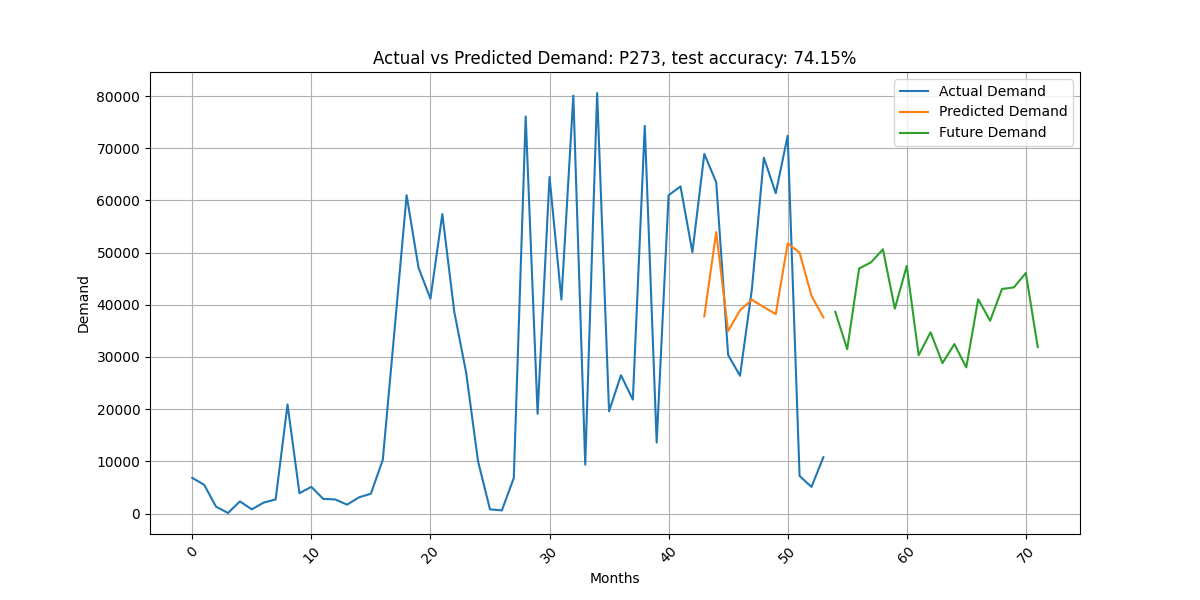 Actual vs Predicted Demand: P273, test accuracy: 74.15%
Actual Demand
Predicted Demand
Future Demand
Demand
80000
70000
60000
50000
40000
30000
20000
10000
0
0 10 20 30 40 50 60 70
Months